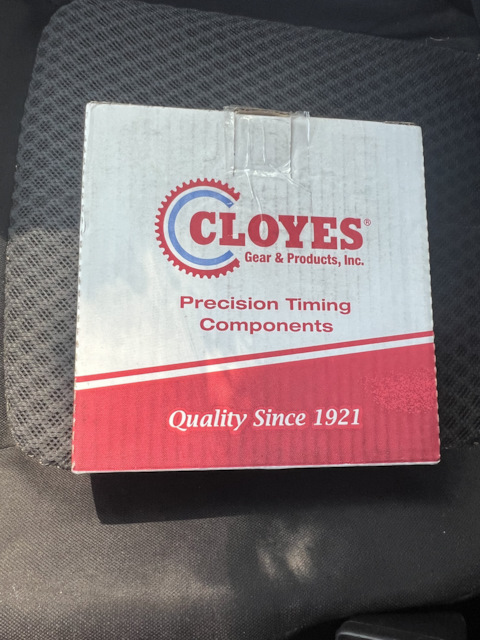 CLOYES®
Gear & Products, Inc.
Precision Timing
Components
Quality Since 1921